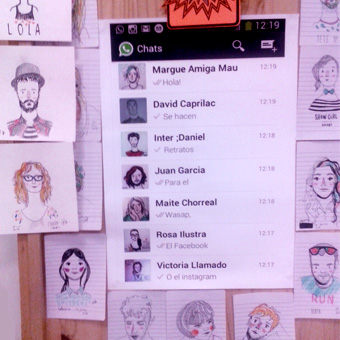 LOLA
12:19
Chats
Margue Amiga Mau 12:19
Hola!
David Caprilac 12:19
Se hacen
Inter ;Daniel 12:18
Retratos
Juan Garcia 12:18
Para el
Maite Chorreal 12:18
Wasap,
Rosa Ilustra 12:17
El Facebook
Victoria Llamado 12:17
O el instagram
RUN